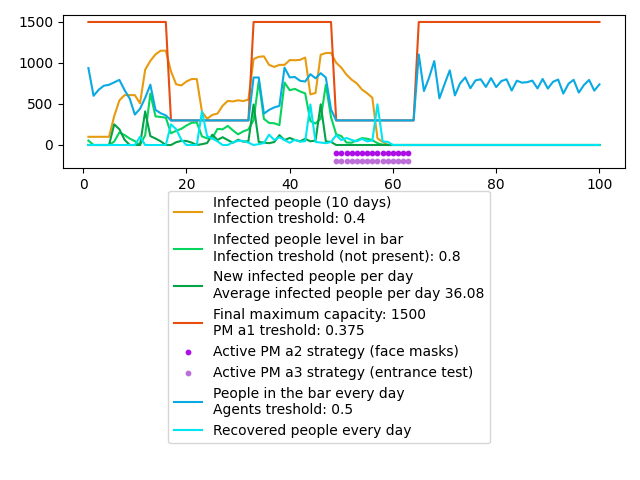 1500
1000
500
0
0 20 40 60 80 100
Infected people (10 days)
Infection treshold: 0.4
Infected people level in bar
Infection treshold (not present): 0.8
New infected people per day
Average infected people per day 36.08
Final maximum capacity: 1500
PM a1 treshold: 0.375
Active PM a2 strategy (face masks)
Active PM a3 strategy (entrance test)
People in the bar every day
Agents treshold: 0.5
Recovered people every day